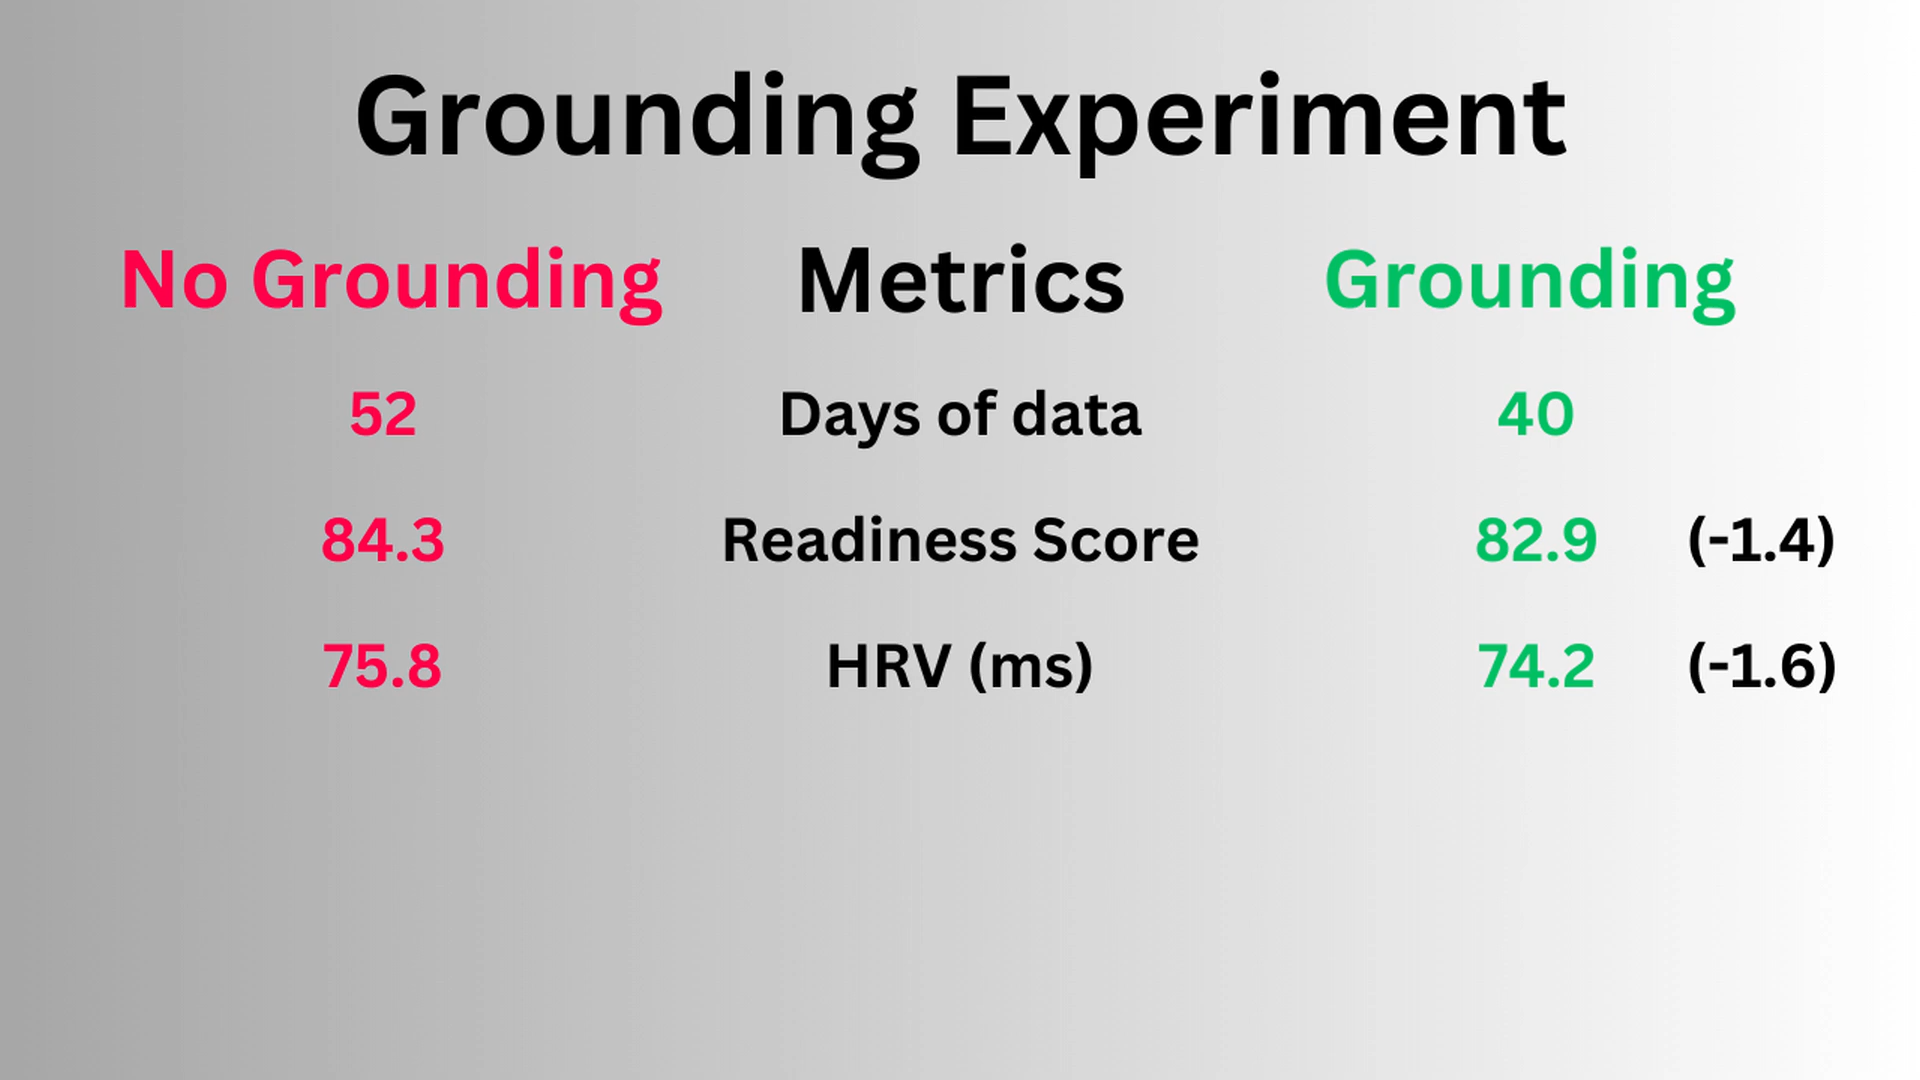 Grounding Experiment
No Grounding Metrics Grounding
52 Days of data 40
84.3 Readiness Score 82.9 (-1.4)
75.8 HRV (ms) 74.2 (-1.6)